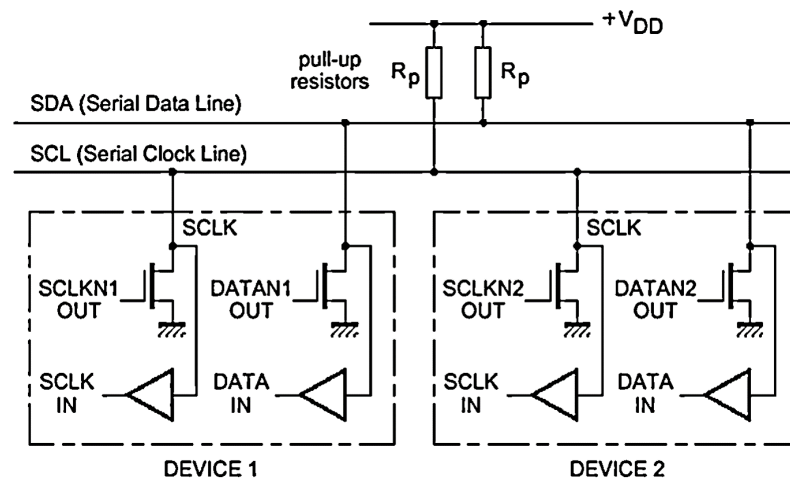 +VDD
pull-up
resistors
Rp
Rp
SDA (Serial Data Line)
SCL (Serial Clock Line)
SCLK
SCLK
SCLKN1
OUT
DATAN1
OUT
SCLKN2
OUT
DATAN2
OUT
SCLK
IN
DATA
IN
SCLK
IN
DATA
IN
DEVICE 1
DEVICE 2